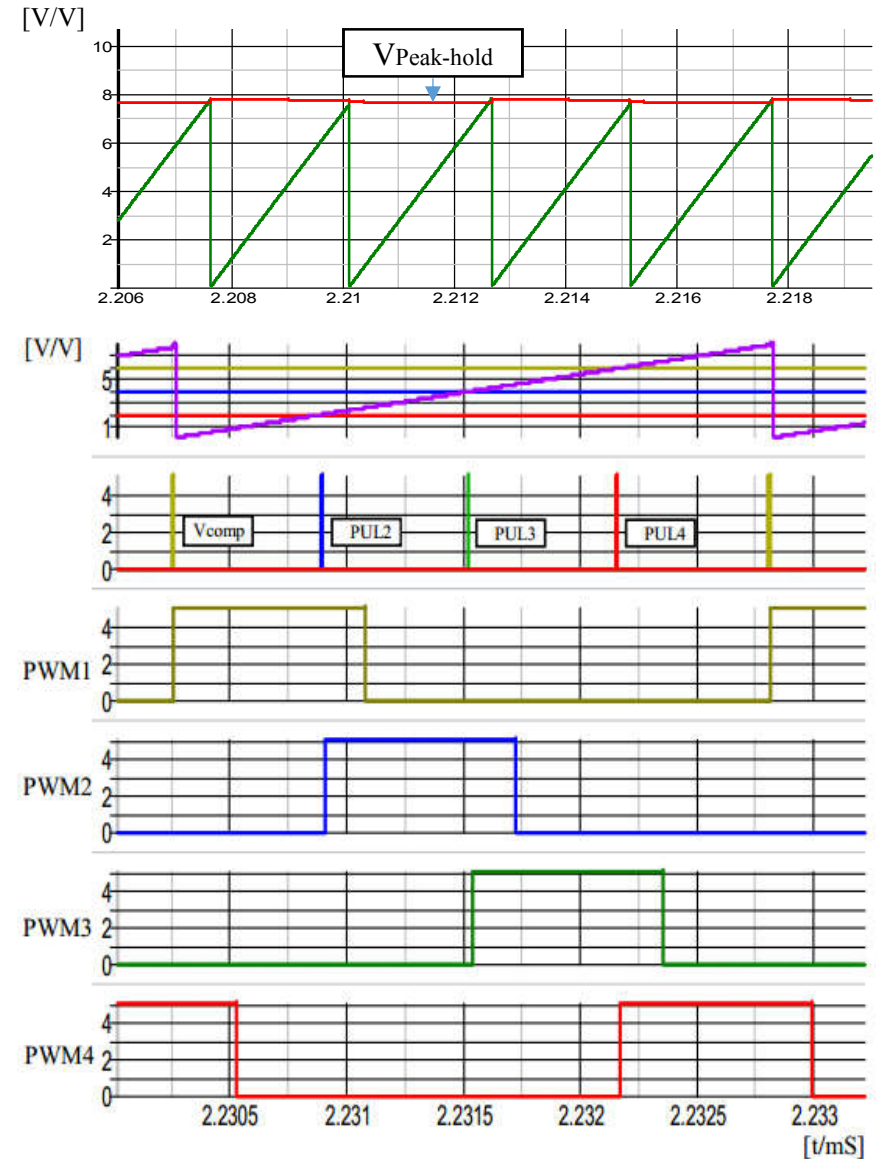 [V/V]
10
VPeak-hold
8
6
4
2
2.206 2.208 2.21 2.212 2.214 2.216 2.218
[V/V]
5
1
4
Vcomp PUL2 PUL3 PUL4
2
0
4
PWM1 2
0
4
PWM2 2
0
4
PWM3 2
0
4
PWM4 2
0
2.2305 2.231 2.2315 2.232 2.2325 2.233
[t/mS]